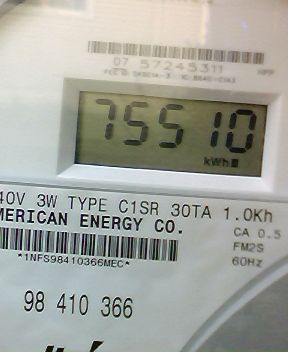 07 57245311
HPP
75510
kWh
40V 3W TYPE C1SR 30TA 1.0Kh
MERICAN ENERGY CO.
CA 0.5
FM2S
*1NFS98410366MEC*
60Hz
98 410 366